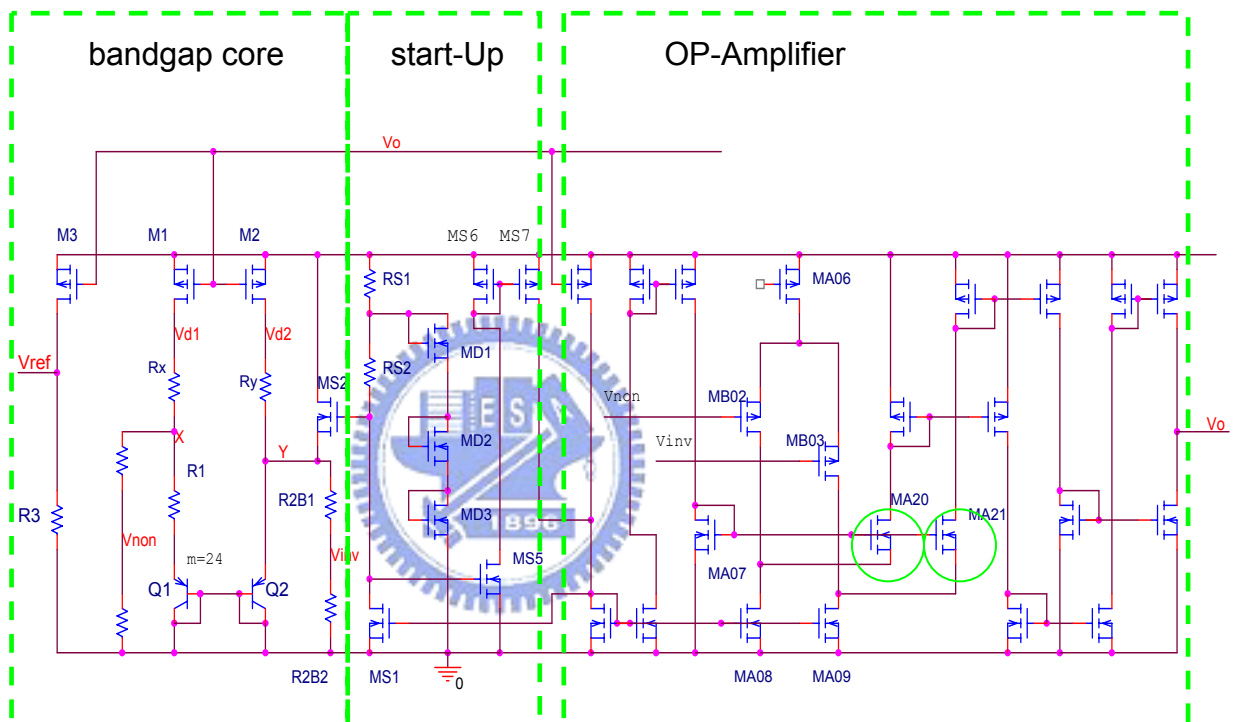 bandgap core
start-Up
OP-Amplifier
Vo
M3
M1
M2
MS6
MS7
RS1
MA06
Vd1
Vd2
MD1
Vref
Rx
Ry
MS2
RS2
Vnon
MB02
ES
X
Y
MD2
Vinv
MB03
Vo
R1
R2B1
MA20
MA21
R3
MD3
1896
Vnon
m=24
Vinv
MS5
MA07
Q1
Q2
R2B2
MS1
0
MA08
MA09